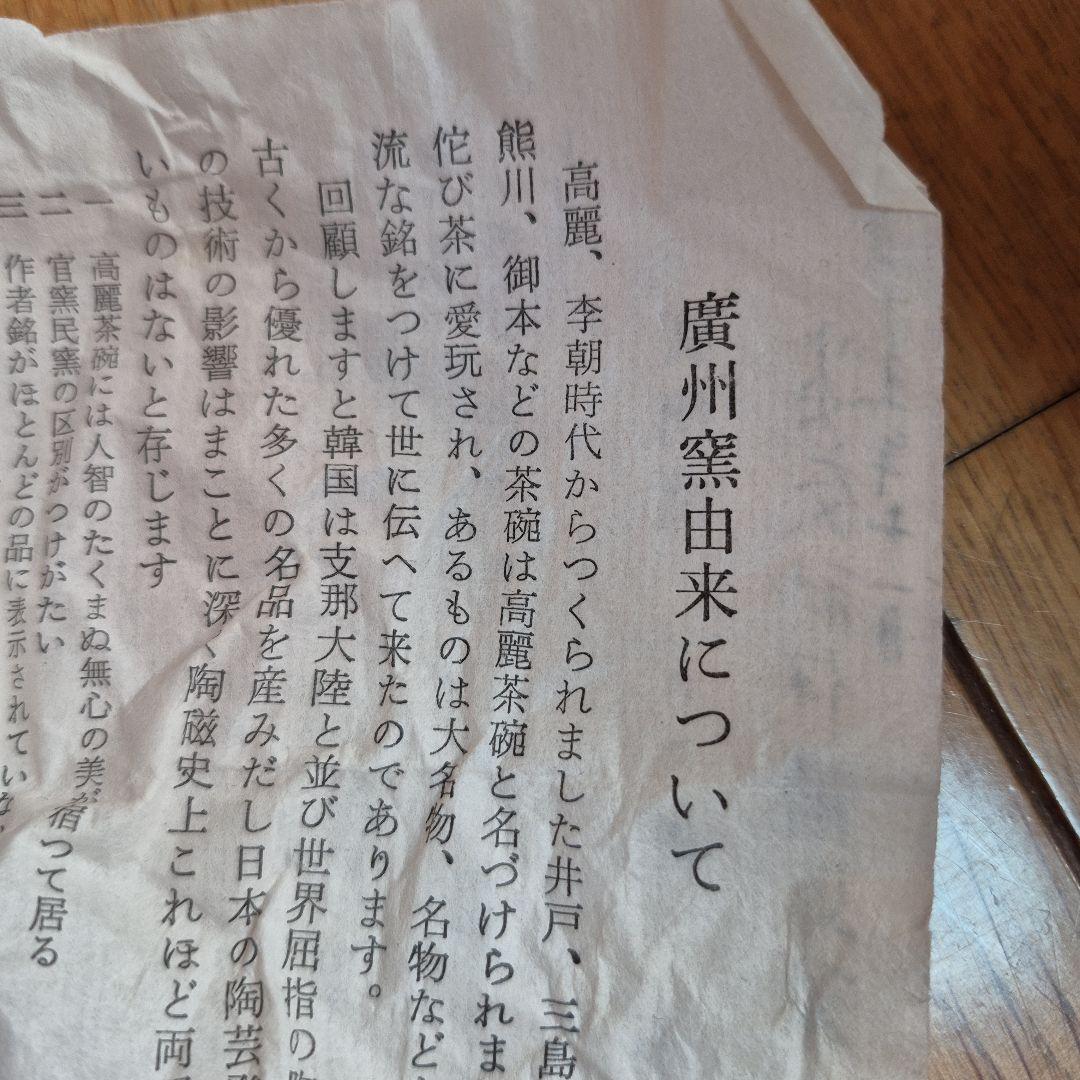 廣州窯由来について
高麗、李朝時代からつくられました井戸、三島
熊川、御本などの茶碗は高麗茶碗と名づけられま
佗び茶に愛玩され、あるものは大名物、名物など
流な銘をつけて世に伝へて来たのであります。
回顧しますと韓国は支那大陸と並び世界屈指の陶
古くから優れた多くの名品を産みだし日本の陶芸
の技術の影響はまことに深く陶磁史上これほど両
いものはないと存じます
一 高麗茶碗には人智のたくまぬ無心の美が宿つて居る
二 官窯民窯の区別がつけがたい
三 作者銘がほとんどの品に表示されていな